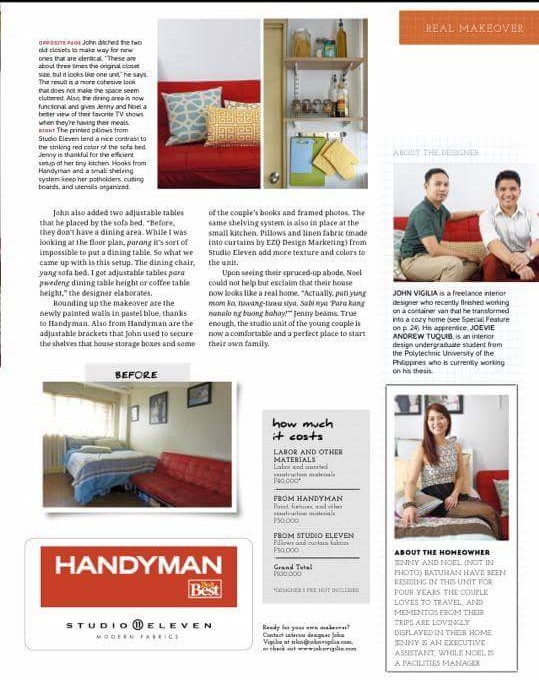 REAL MAKEOVER
OPPOSITE PAGE John ditched the two
old closets to make way for new
ones that are identical. "These are
about three times the original closet
size, but it looks like one unit," he says.
The result is a more cohesive look
that does not make the space seem
cluttered. Also, the dining area is now
functional and gives Jenny and Noel a
better view of their favorite TV shows
when they're having their meals.
RIGHT The printed pillows from
Studio Eleven lend a nice contrast to
the striking red color of the sofa bed.
Jenny is thankful for the efficient
setup of her tiny kitchen. Hooks from
Handyman and a small shelving
system keep her potholders, cutting
boards, and utensils organized.
John also added two adjustable tables
that he placed by the sofa bed. "Before,
they don't have a dining area. While I was
looking at the floor plan, parang it's sort of
impossible to put a dining table. So what we
came up with is this setup. The dining chair,
yung sofa bed. I got adjustable tables para
pwedeng dining table height or coffee table
height," the designer elaborates.
Rounding up the makeover are the
newly painted walls in pastel blue, thanks
to Handyman. Also from Handyman are the
adjustable brackets that John used to secure
the shelves that house storage boxes and some
of the couple's books and framed photos. The
same shelving system is also in place at the
small kitchen. Pillows and linen fabric (made
into curtains by EZQ Design Marketing) from
Studio Eleven add more texture and colors to
the unit.
Upon seeing their spruced-up abode, Noel
could not help but exclaim that their house
now looks like a real home. "Actually, pati yung
mom ko, tuwang-tuwa siya. Sabi nya 'Para kang
nanalo ng buong bahay!'" Jenny beams. True
enough, the studio unit of the young couple is
now a comfortable and a perfect place to start
their own family.
ABOUT THE DESIGNER
JOHN VIGILIA is a freelance interior
designer who recently finished working
on a container van that he transformed
into a cozy home (see Special Feature
on p. 24). His apprentice, JOEVIE
ANDREW TUQUIB, is an interior
design undergraduate student from
the Polytechnic University of the
Philippines who is currently working
on his thesis.
BEFORE
how much
it costs
LABOR AND OTHER
MATERIALS
Labor and assorted
construction materials
P40,000*
FROM HANDYMAN
Paint, fixtures, and other
construction materials
P30,000
FROM STUDIO ELEVEN
Pillows and curtain fabrics
P30,000
Grand Total
P100,000
*DESIGNER'S FEE NOT INCLUDED
Ready for your own makeover?
Contact interior designer John
Vigilia at john@johnvigilia.com,
or check out www.johnvigilia.com.
HANDYMAN
Do it
Best
STUDIO 11 ELEVEN
MODERN FABRICS
ABOUT THE HOMEOWNER
JENNY AND NOEL (NOT IN
PHOTO) BATUHAN HAVE BEEN
RESIDING IN THIS UNIT FOR
FOUR YEARS. THE COUPLE
LOVES TO TRAVEL, AND
MEMENTOS FROM THEIR
TRIPS ARE LOVINGLY
DISPLAYED IN THEIR HOME.
JENNY IS AN EXECUTIVE
ASSISTANT, WHILE NOEL IS
A FACILITIES MANAGER.